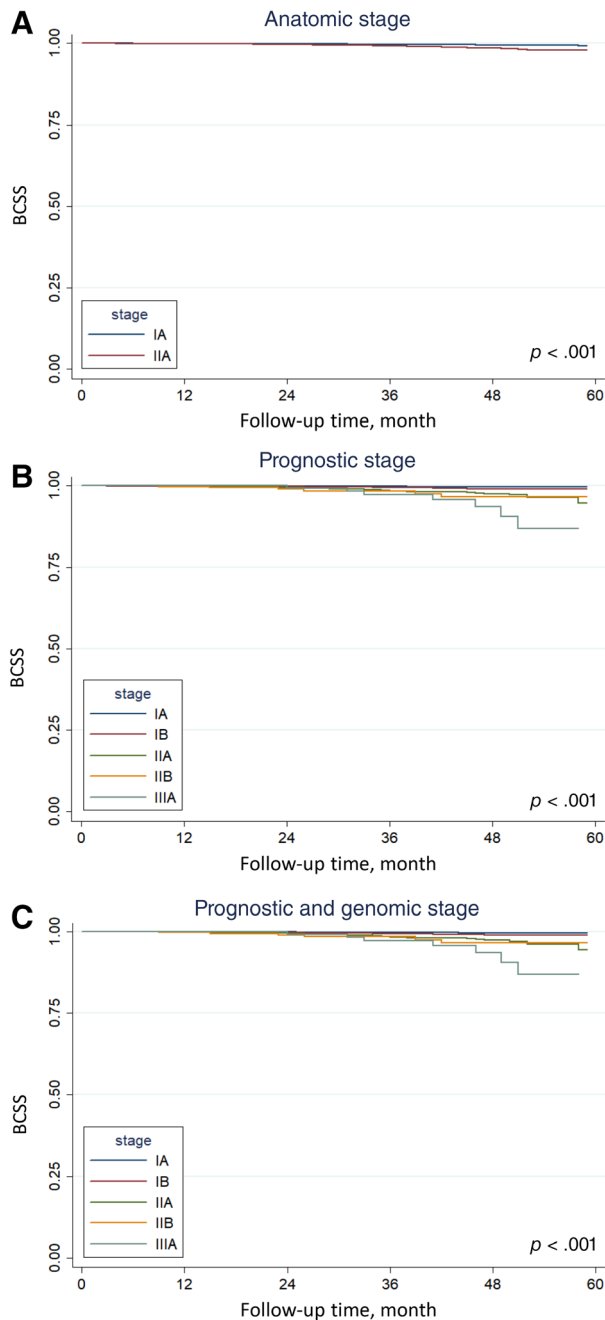 A
Anatomic stage
1.00
0.75
0.50
0.25
0.00
BCSS
stage
IA
IIA
p < .001
0 12 24 36 48 60
Follow-up time, month
B
Prognostic stage
1.00
0.75
0.50
0.25
0.00
BCSS
stage
IA
IB
IIA
IIB
IIIA
p < .001
0 12 24 36 48 60
Follow-up time, month
C
Prognostic and genomic stage
1.00
0.75
0.50
0.25
0.00
BCSS
stage
IA
IB
IIA
IIB
IIIA
p < .001
0 12 24 36 48 60
Follow-up time, month